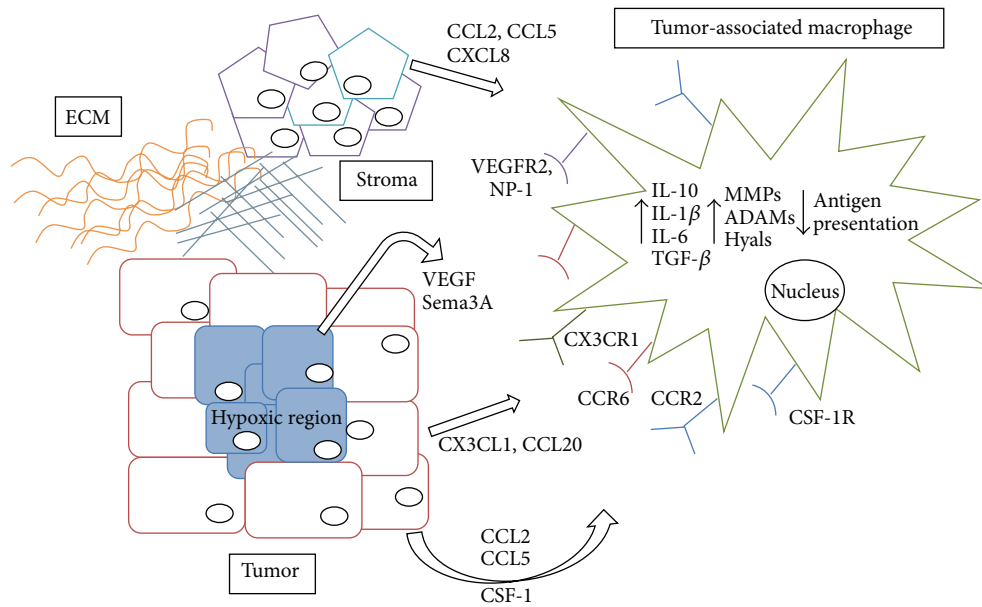 CCL2, CCL5
CXCL8
Tumor-associated macrophage
ECM
Stroma
VEGFR2,
NP-1
IL-10
IL-1β
IL-6
TGF-β
MMPs
ADAMs
Hyals
Antigen
presentation
Nucleus
VEGF
Sema3A
CX3CR1
CCR6
CCR2
CSF-1R
Hypoxic region
CX3CL1, CCL20
CCL2
CCL5
CSF-1
Tumor